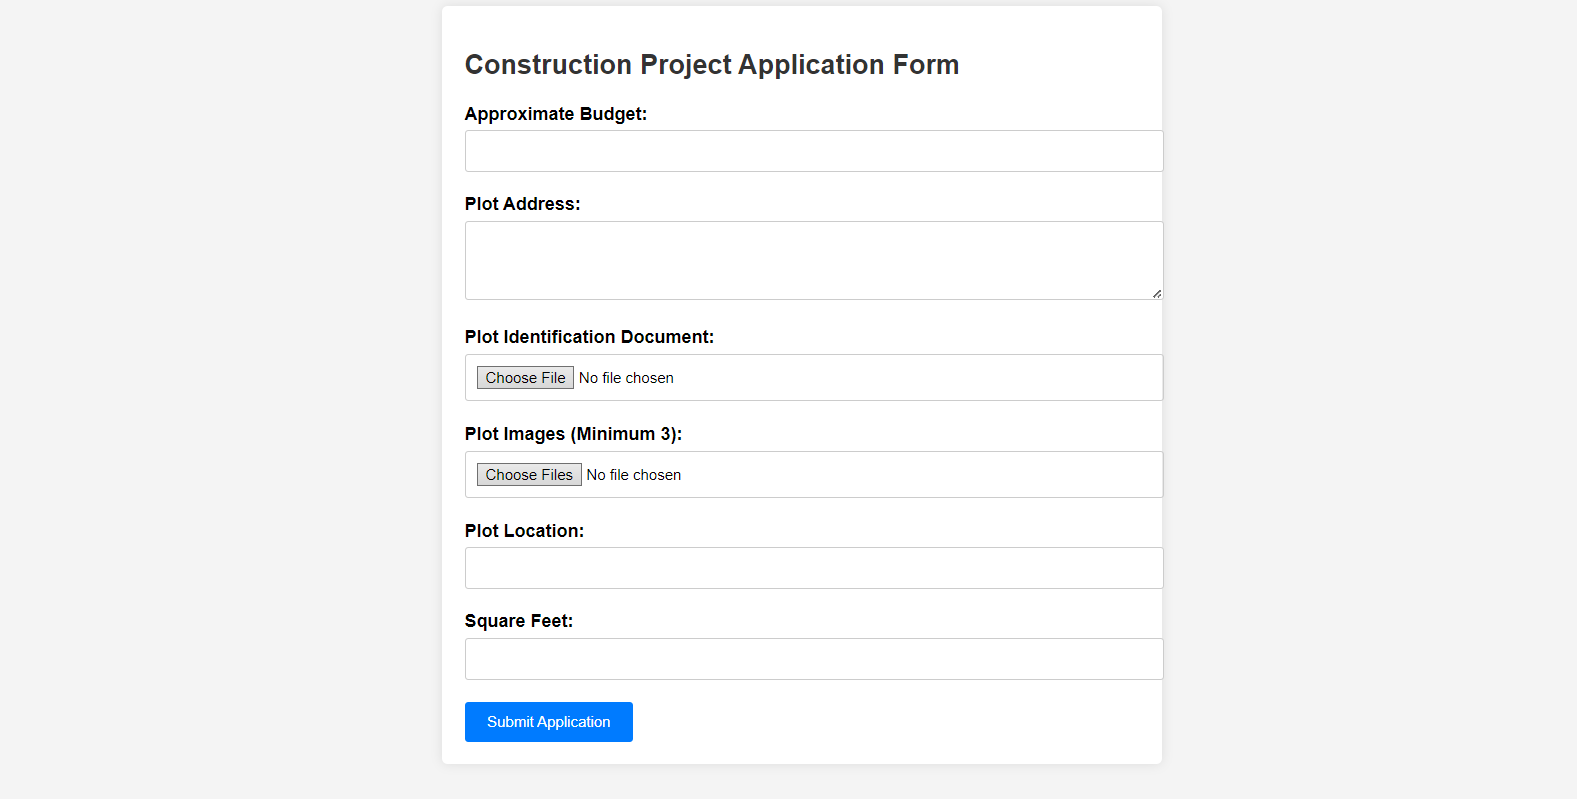 Construction Project Application Form
Approximate Budget:
Plot Address:
Plot Identification Document:
Choose File No file chosen
Plot Images (Minimum 3):
Choose Files No file chosen
Plot Location:
Square Feet:
Submit Application